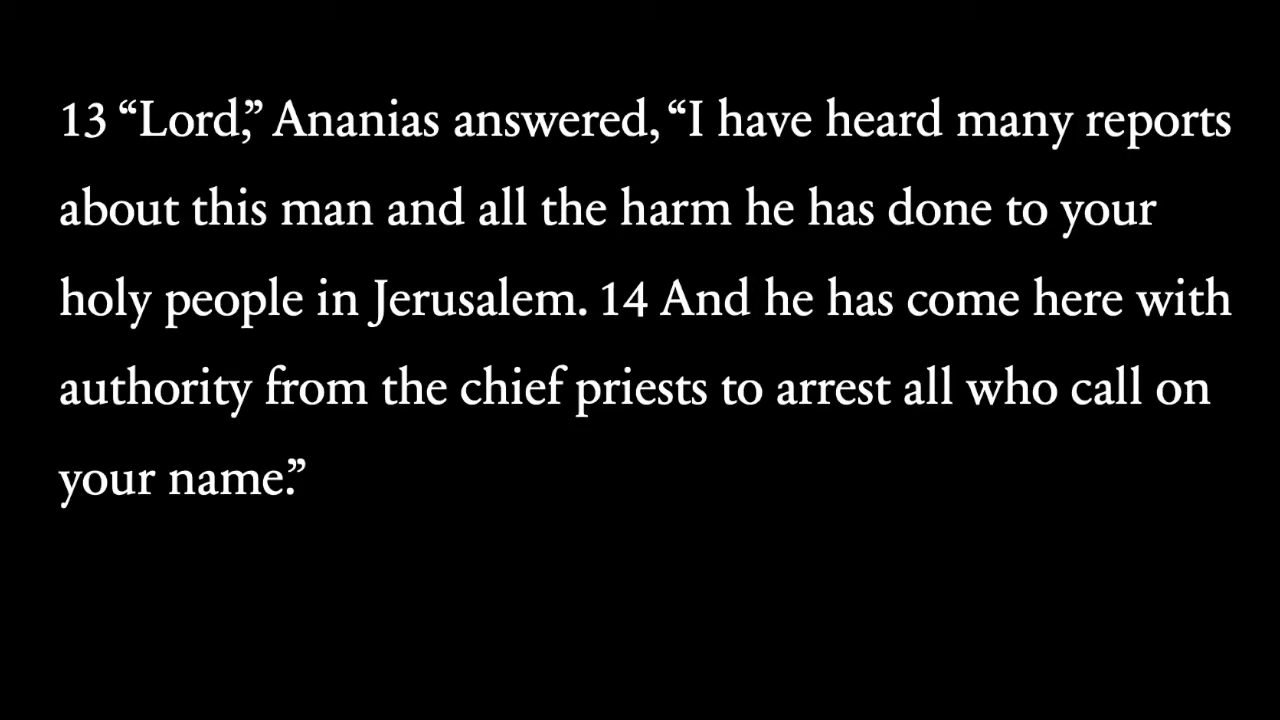 13 “Lord,” Ananias answered, “I have heard many reports
about this man and all the harm he has done to your
holy people in Jerusalem. 14 And he has come here with
authority from the chief priests to arrest all who call on
your name.”